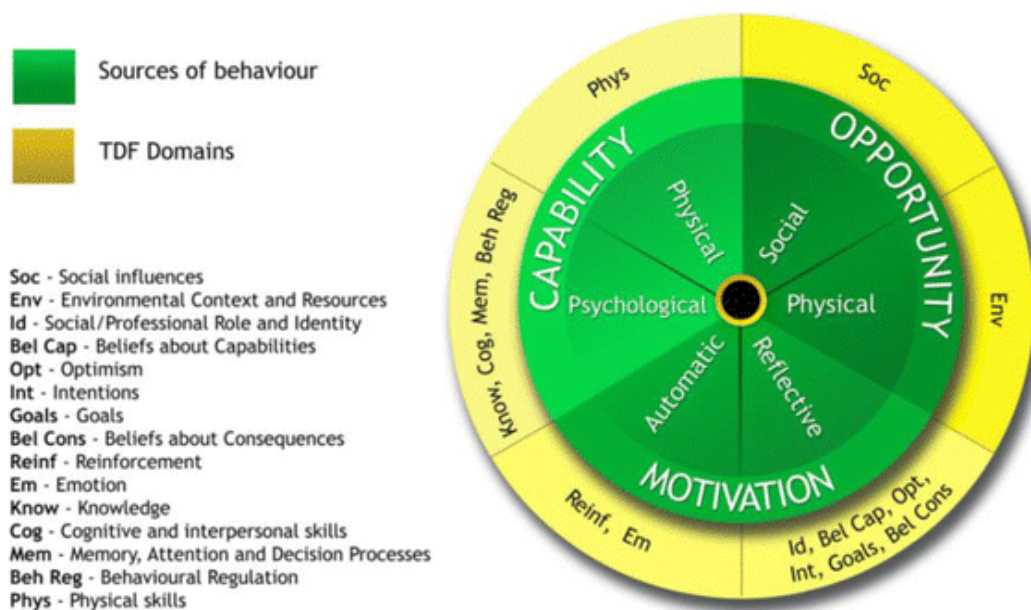 Sources of behaviour
TDF Domains
Soc - Social influences
Env - Environmental Context and Resources
Id - Social/Professional Role and Identity
Bel Cap - Beliefs about Capabilities
Opt - Optimism
Int - Intentions
Goals - Goals
Bel Cons - Beliefs about Consequences
Reinf - Reinforcement
Em - Emotion
Know - Knowledge
Cog - Cognitive and interpersonal skills
Mem - Memory, Attention and Decision Processes
Beh Reg - Behavioural Regulation
Phys - Physical skills
Phys
Soc
Env
Id, Bel Cap, Opt,
Int, Goals, Bel Cons
Reinf, Em
Know, Cog, Mem, Beh Reg
CAPABILITY
OPPORTUNITY
MOTIVATION
Physical
Social
Physical
Reflective
Automatic
Psychological